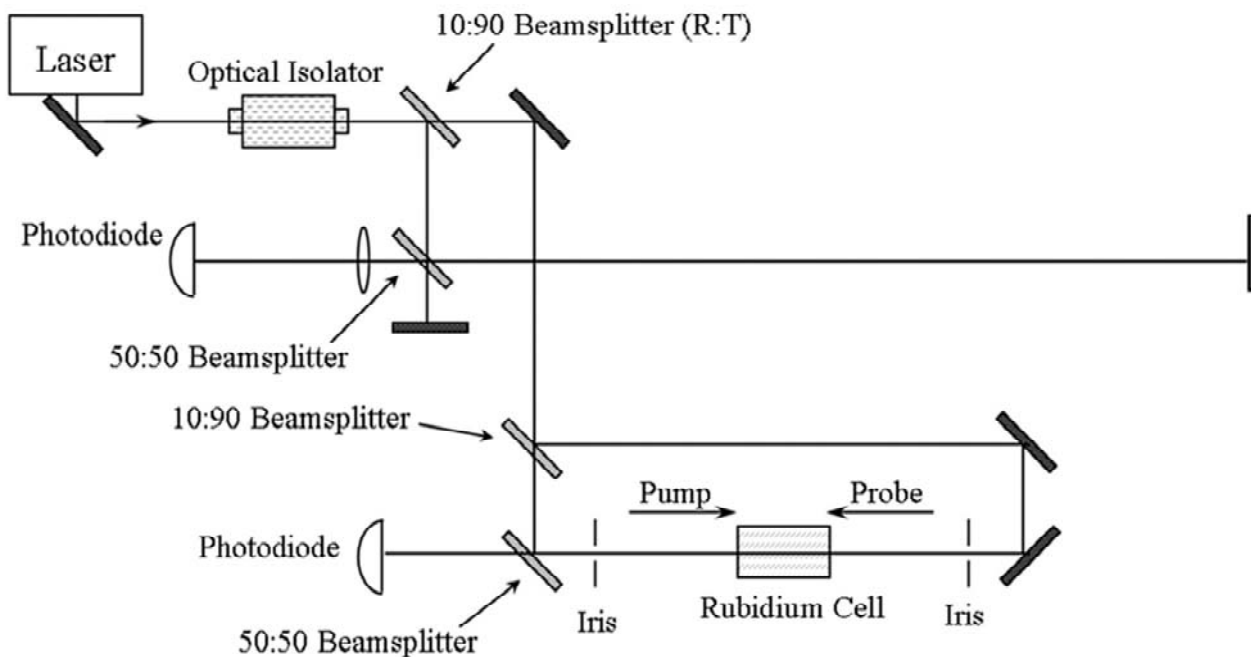 10:90 Beamsplitter (R:T)
Laser
Optical Isolator
Photodiode
50:50 Beamsplitter
10:90 Beamsplitter
Pump
Probe
Photodiode
Iris
Rubidium Cell
Iris
50:50 Beamsplitter